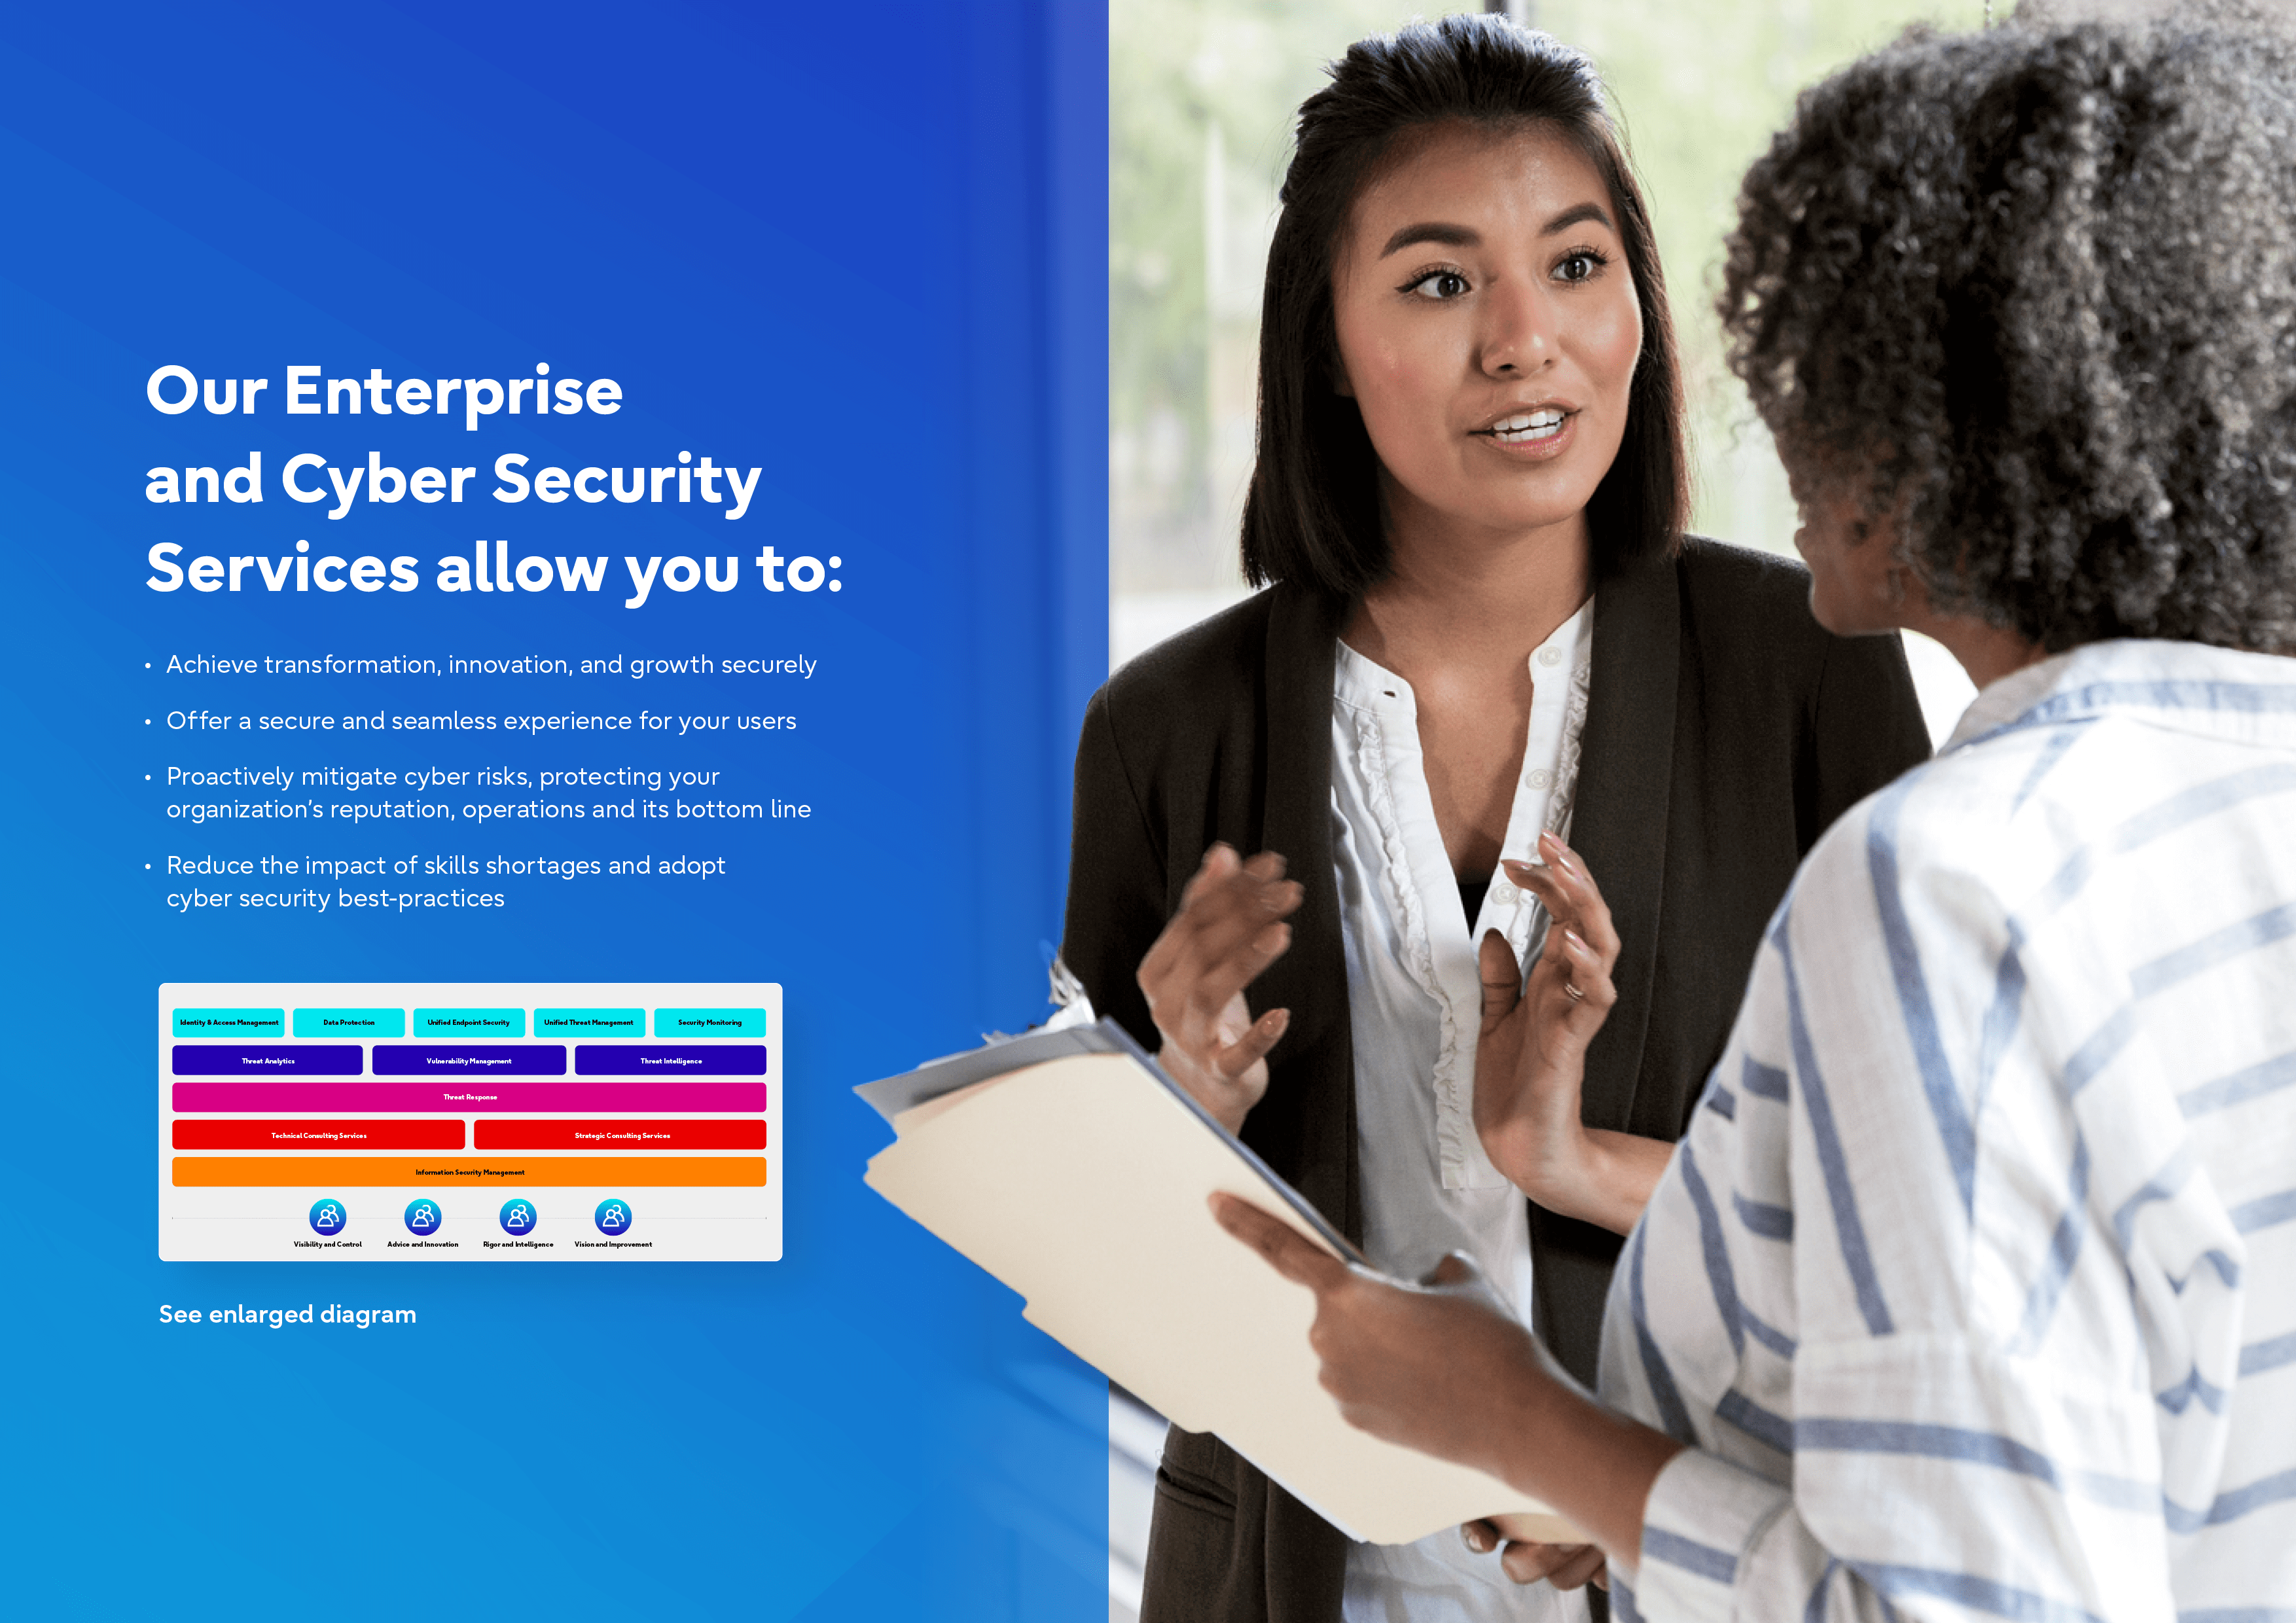 Our Enterprise
and Cyber Security
Services allow you to:
• Achieve transformation, innovation, and growth securely
• Offer a secure and seamless experience for your users
• Proactively mitigate cyber risks, protecting your
organization’s reputation, operations and its bottom line
• Reduce the impact of skills shortages and adopt
cyber security best-practices
Identity & Access Management
Data Protection
Unified Endpoint Security
Unified Threat Management
Security Monitoring
Threat Analytics
Vulnerability Management
Threat Intelligence
Threat Response
Technical Consulting Services
Strategic Consulting Services
Information Security Management
Visibility and Control
Advice and Innovation
Rigor and Intelligence
Vision and Improvement
See enlarged diagram